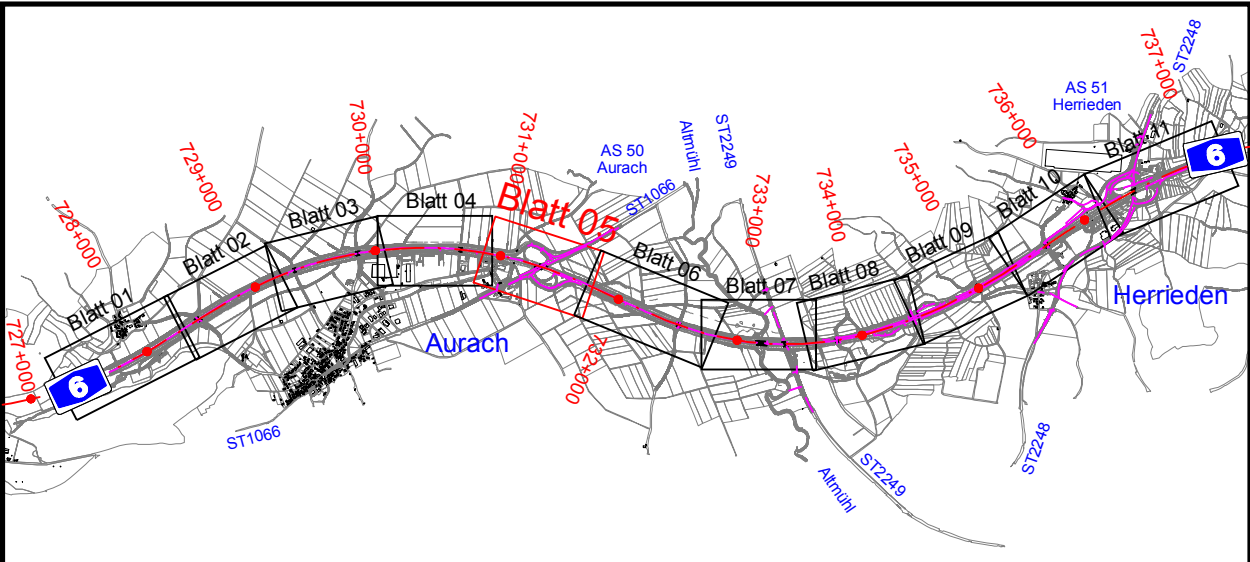 727+000
728+000
729+000
730+000
731+000
732+000
733+000
734+000
735+000
736+000
737+000
Blatt 01
Blatt 02
Blatt 03
Blatt 04
Blatt 05
Blatt 06
Blatt 07
Blatt 08
Blatt 09
Blatt 10
Blatt 11
6
6
AS 50
Aurach
ST1066
Altmühl
ST2249
AS 51
Herrieden
ST2248
Aurach
Herrieden
ST1066
Altmühl
ST2249
ST2248